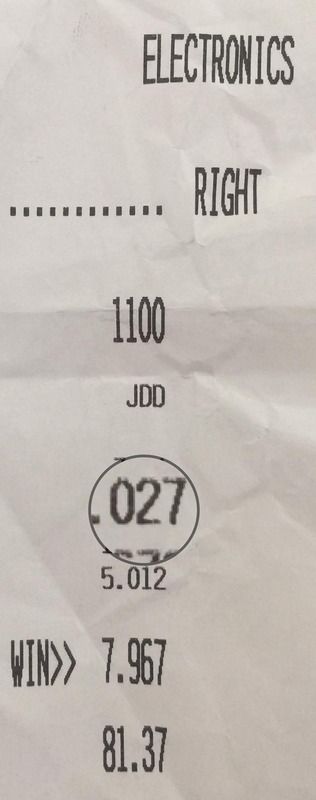 ELECTRONICS
............ RIGHT
1100
JDD
.027
5.012
WIN>> 7.967
81.37